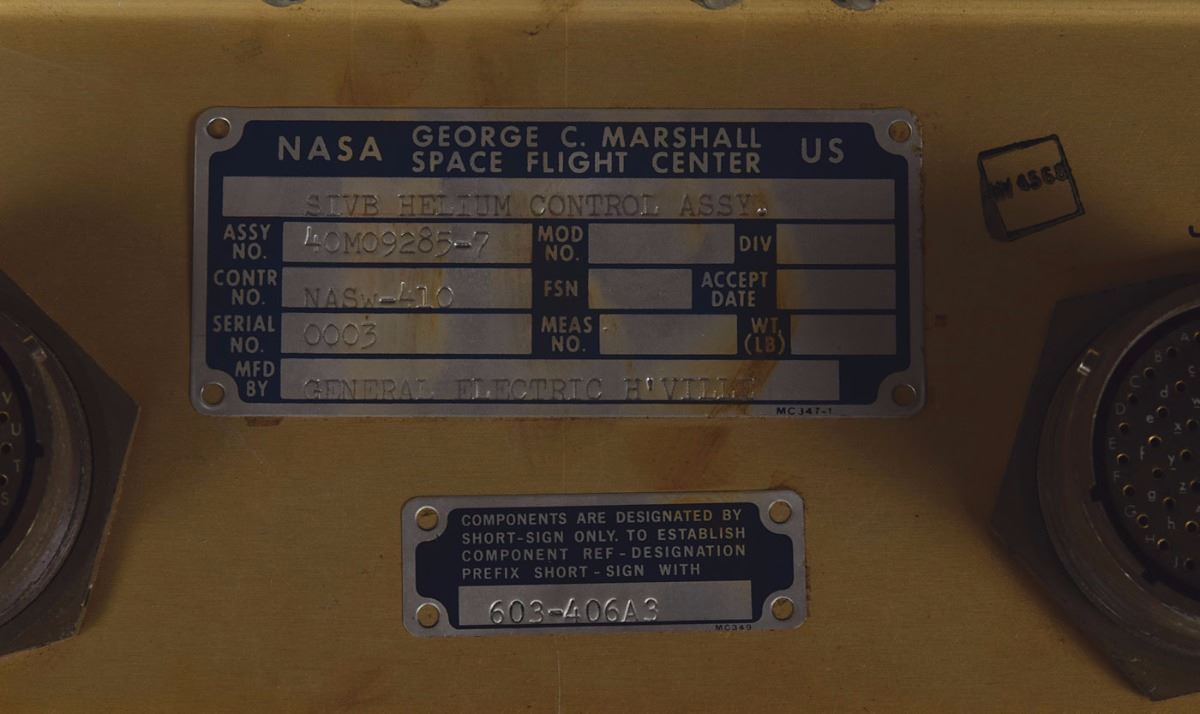 NASA GEORGE C. MARSHALL SPACE FLIGHT CENTER US
SIVB HELIUM CONTROL ASSY.
ASSY NO. 40M09285-7 MOD NO. DIV
CONTR NO. NASw-410 FSN ACCEPT DATE
SERIAL NO. 0003 MEAS NO. WT. (LB)
MFD BY GENERAL ELECTRIC H'VILLE
MC347-1
COMPONENTS ARE DESIGNATED BY
SHORT-SIGN ONLY. TO ESTABLISH
COMPONENT REF-DESIGNATION
PREFIX SHORT-SIGN WITH
603-406A3
MC349
V
U
T
S
A
B
C
D
E
F
G
H
J
c
d
e
f
g
h
w
x
y
z
j